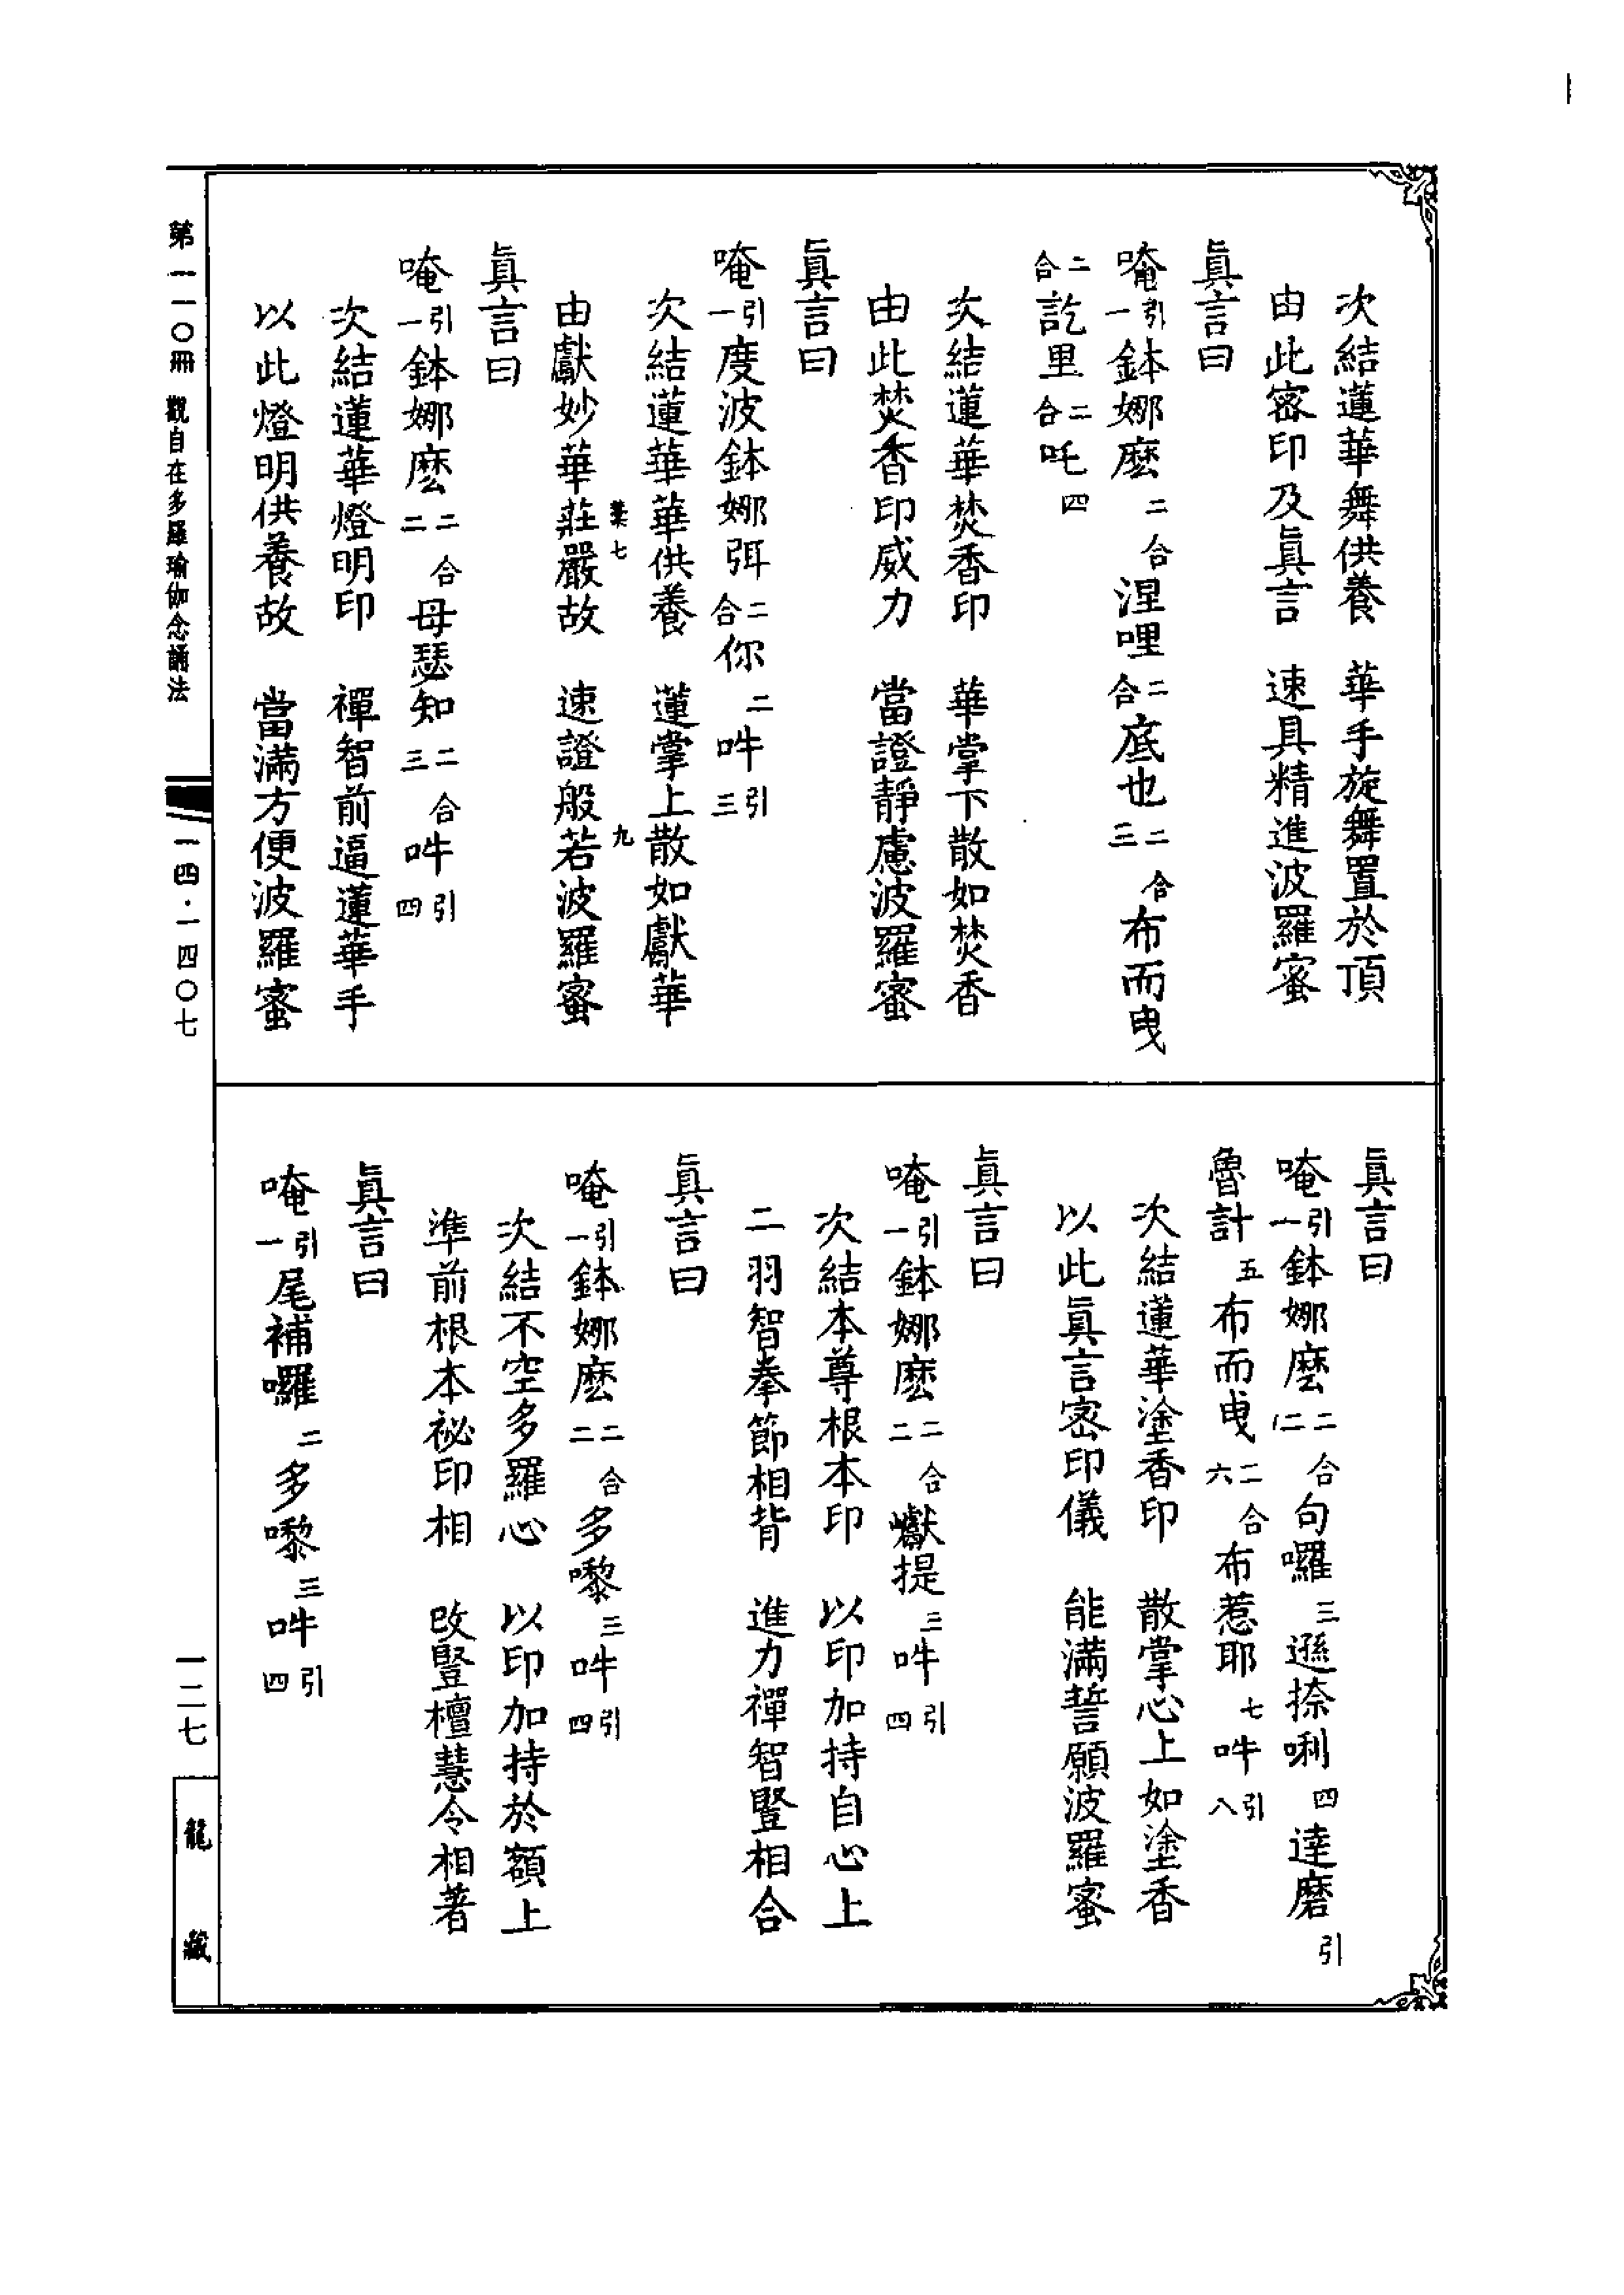 次結蓮華舞供養　華手旋舞置於頂
由此密印及眞言　速具精進波羅蜜
眞言曰
唵引一鉢娜麽二合涅哩二合底也二合三布而曳
二合訖里二合吒四
次結蓮華焚香印　華掌下散如焚香
由此焚香印威力　當證靜慮波羅蜜
眞言曰
唵引一度波鉢娜弭二合你二吽引三
次結蓮華華供養　蓮掌上散如獻華
葉七　九
由獻妙華莊嚴故　速證般若波羅蜜
眞言曰
唵引一鉢娜麽二合二母瑟知二合三吽引四
次結蓮華燈明印　禪智前逼蓮華手
以此燈明供養故　當滿方便波羅蜜
眞言曰
唵引一鉢娜麽二合二句囉三遜捺唎四達磨引
魯計五布而曳二合六布惹耶七吽引八
次結蓮華塗香印　散掌心上如塗香
以此眞言密印儀　能滿誓願波羅蜜
眞言曰
唵引一鉢娜麽二合二巘提三吽引四
次結本尊根本印　以印加持自心上
二羽智拳節相背　進力禪智豎相合
眞言曰
唵引一鉢娜麽二合二多嚟三吽引四
次結不空多羅心　以印加持於額上
準前根本祕印相　改豎檀慧令相著
眞言曰
唵引一尾補囉二多嚟三吽引四
第一一〇冊　觀自在多羅瑜伽念誦法
一四·一四〇七
一二七
龍藏